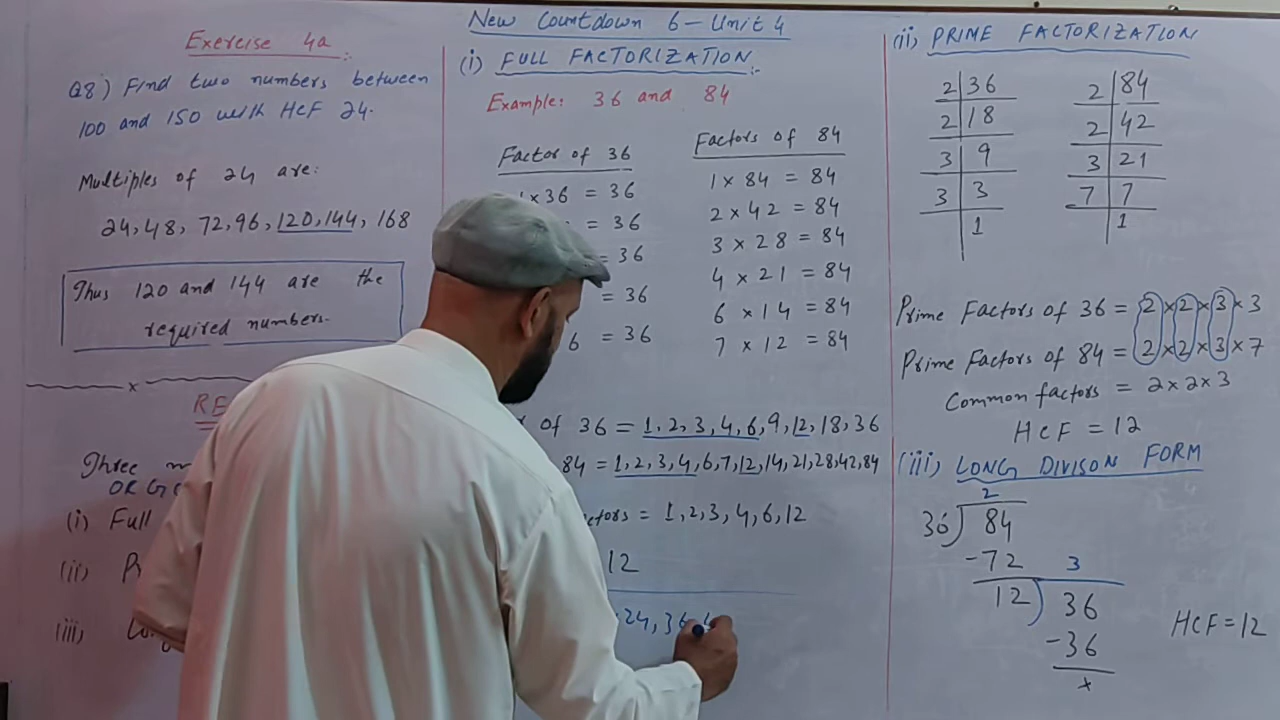 New Countdown 6 - Unit 4
Exercise 4a
Q8) Find two numbers between
100 and 150 with HCF 24.
Multiples of 24 are:
24, 48, 72, 96, 120, 144, 168
Thus 120 and 144 are the
required numbers.
x
RE
Three
OR G
(i) Full
(ii)
(iii)
(i) FULL FACTORIZATION:-
Example: 36 and 84
Factor of 36
1 x 36 = 36
= 36
= 36
= 36
6 = 36
Factors of 84
1 x 84 = 84
2 x 42 = 84
3 x 28 = 84
4 x 21 = 84
6 x 14 = 84
7 x 12 = 84
of 36 = 1, 2, 3, 4, 6, 9, 12, 18, 36
84 = 1, 2, 3, 4, 6, 7, 12, 14, 21, 28, 42, 84
= 1, 2, 3, 4, 6, 12
12
24, 36, 4
(ii) PRIME FACTORIZATION
2 36
2 18
3 9
3 3
1
2 84
2 42
3 21
7 7
1
Prime Factors of 36 = 2 x 2 x 3 x 3
Prime Factors of 84 = 2 x 2 x 3 x 7
Common factors = 2 x 2 x 3
HCF = 12
(iii) LONG DIVISON FORM
2
36 84
-72 3
12 36
-36
x
HCF = 12